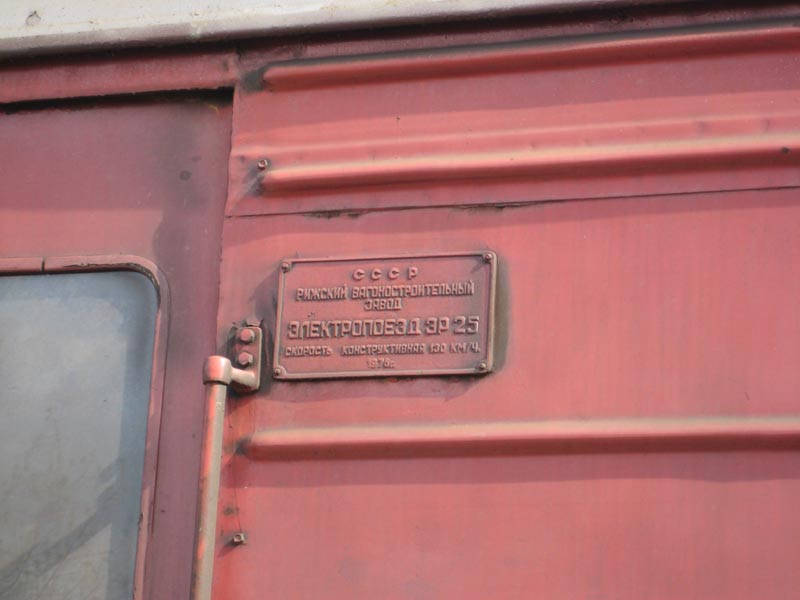 СССР
РИЖСКИЙ ВАГОНОСТРОИТЕЛЬНЫЙ
ЗАВОД
ЭЛЕКТРОПОЕЗД ЭР 25
СКОРОСТЬ КОНСТРУКТИВНАЯ 130 КМ/Ч.